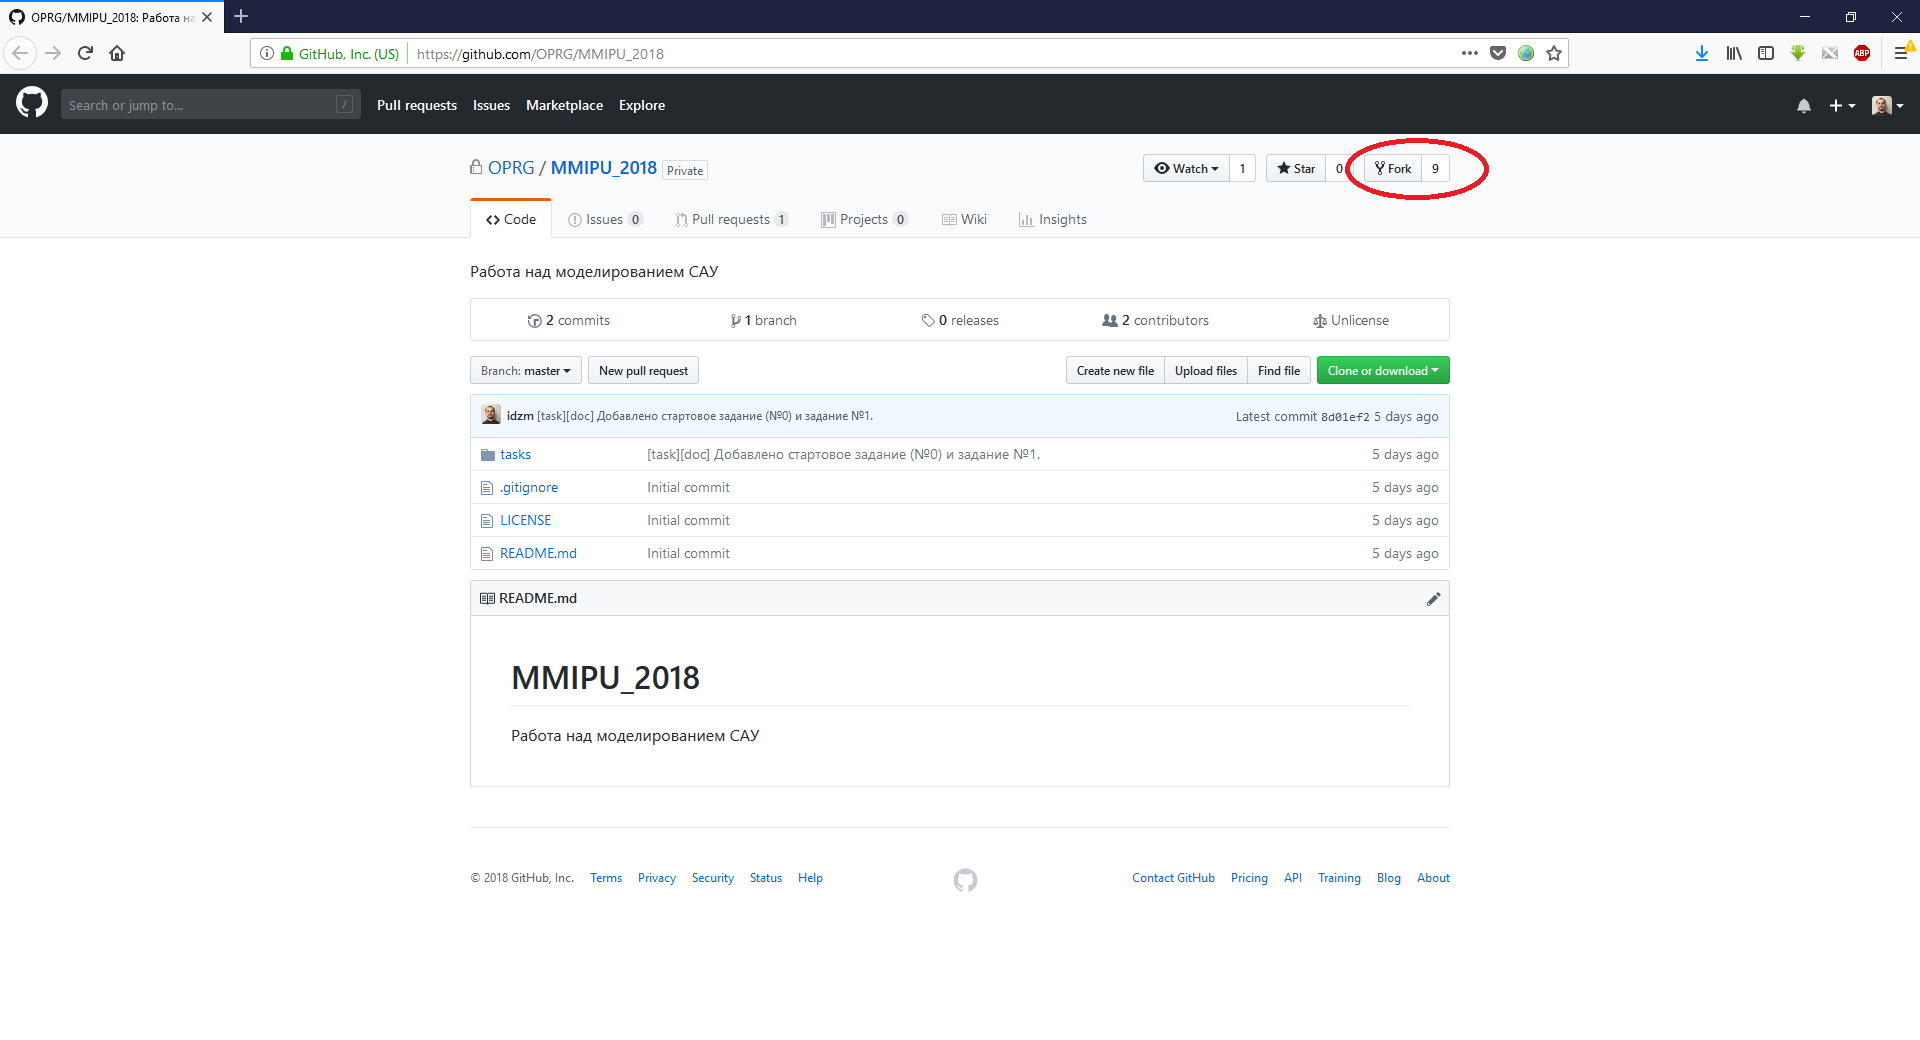 OPRG/MMIPU_2018: Работа на
GitHub, Inc. (US) https://github.com/OPRG/MMIPU_2018
ABP
Search or jump to... / Pull requests Issues Marketplace Explore
OPRG / MMIPU_2018 Private Watch 1 Star 0 Fork 9
Code Issues 0 Pull requests 1 Projects 0 Wiki Insights
Работа над моделированием САУ
2 commits 1 branch 0 releases 2 contributors Unlicense
Branch: master New pull request Create new file Upload files Find file Clone or download
idzm [task][doc] Добавлено стартовое задание (№0) и задание №1. Latest commit 8d01ef2 5 days ago
tasks [task][doc] Добавлено стартовое задание (№0) и задание №1. 5 days ago
.gitignore Initial commit 5 days ago
LICENSE Initial commit 5 days ago
README.md Initial commit 5 days ago
README.md
MMIPU_2018
Работа над моделированием САУ
© 2018 GitHub, Inc. Terms Privacy Security Status Help Contact GitHub Pricing API Training Blog About